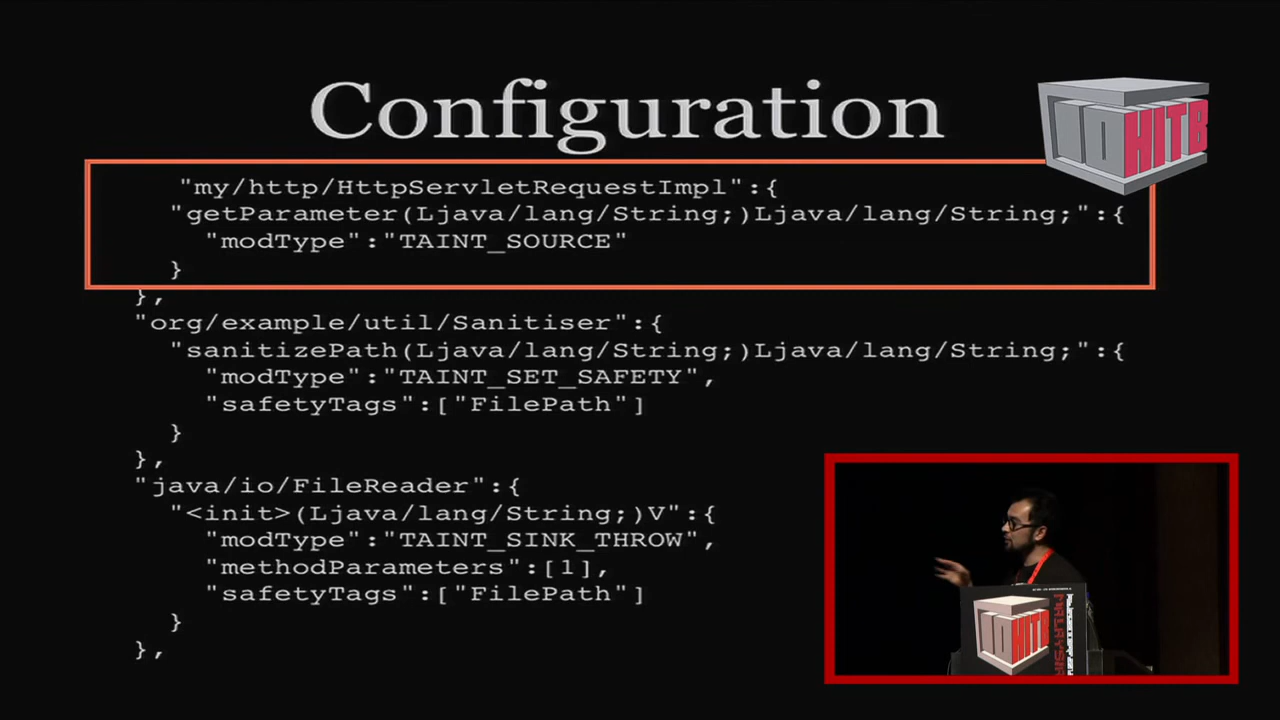 Configuration
HITB
"my/http/HttpServletRequestImpl":{
"getParameter(Ljava/lang/String;)Ljava/lang/String;":{
"modType":"TAINT_SOURCE"
}
},
"org/example/util/Sanitiser":{
"sanitizePath(Ljava/lang/String;)Ljava/lang/String;":{
"modType":"TAINT_SET_SAFETY",
"safetyTags":["FilePath"]
}
},
"java/io/FileReader":{
"<init>(Ljava/lang/String;)V":{
"modType":"TAINT_SINK_THROW",
"methodParameters":[1],
"safetyTags":["FilePath"]
}
},
HITB